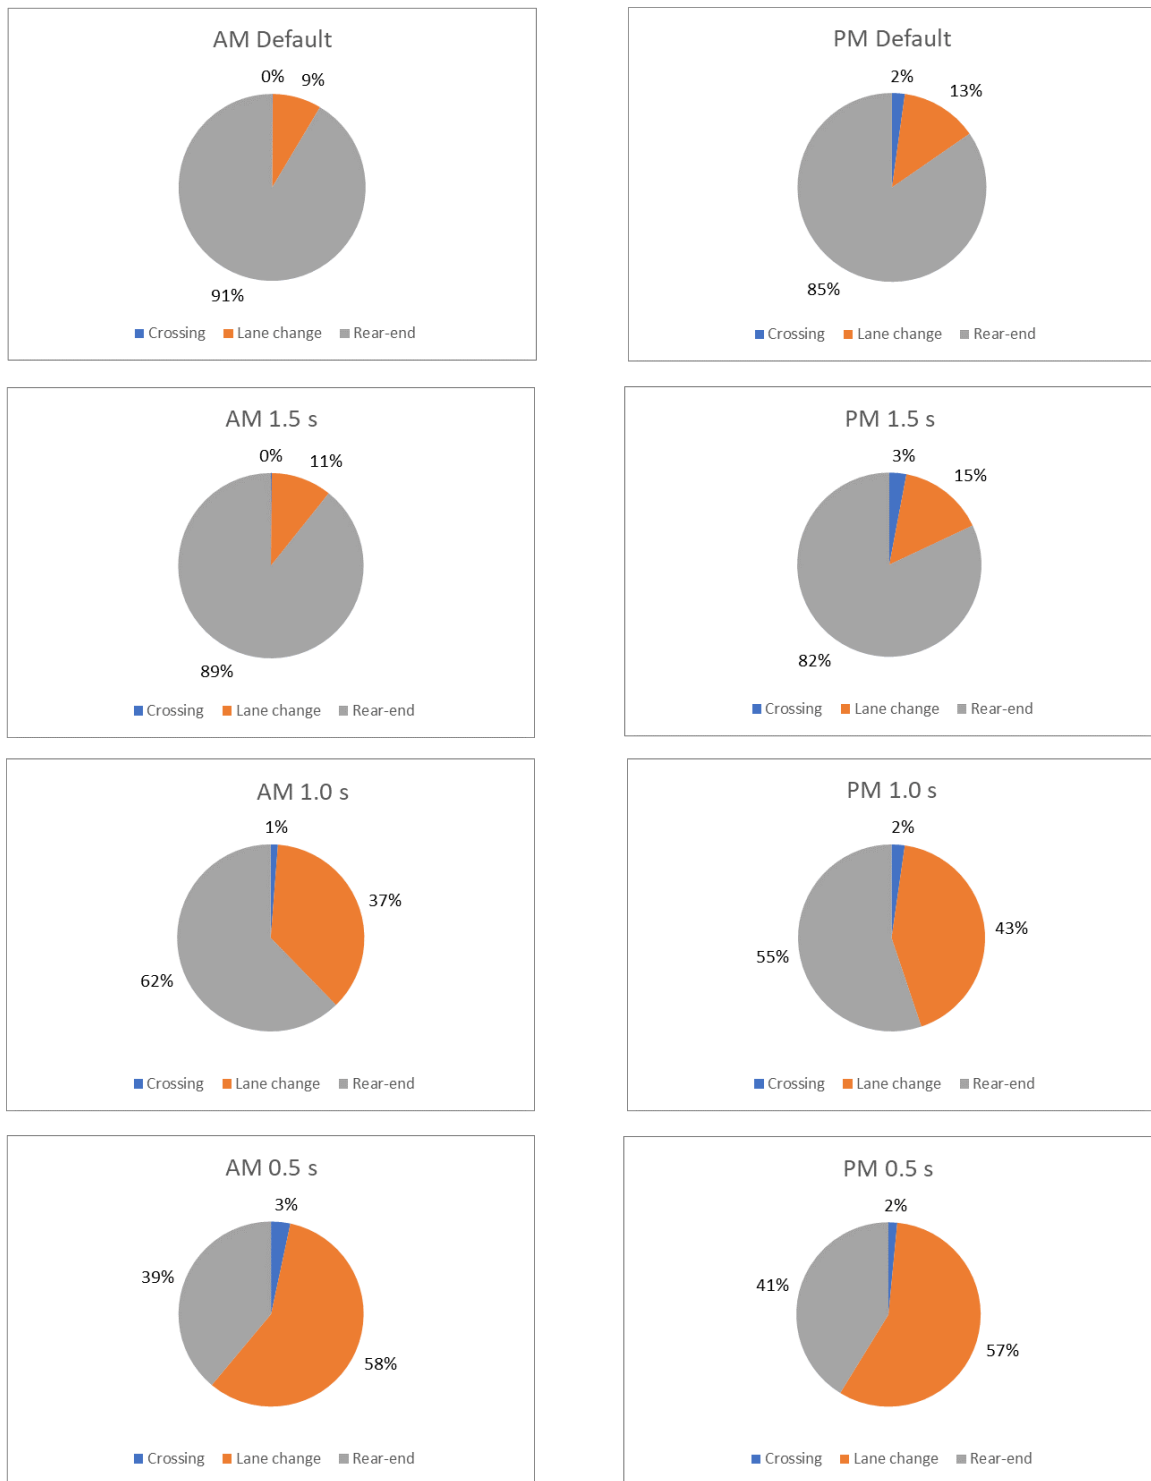 AM Default
0%
9%
91%
Crossing Lane change Rear-end
PM Default
2%
13%
85%
Crossing Lane change Rear-end
AM 1.5 s
0%
11%
89%
Crossing Lane change Rear-end
PM 1.5 s
3%
15%
82%
Crossing Lane change Rear-end
AM 1.0 s
1%
37%
62%
Crossing Lane change Rear-end
PM 1.0 s
2%
43%
55%
Crossing Lane change Rear-end
AM 0.5 s
3%
39%
58%
Crossing Lane change Rear-end
PM 0.5 s
2%
41%
57%
Crossing Lane change Rear-end